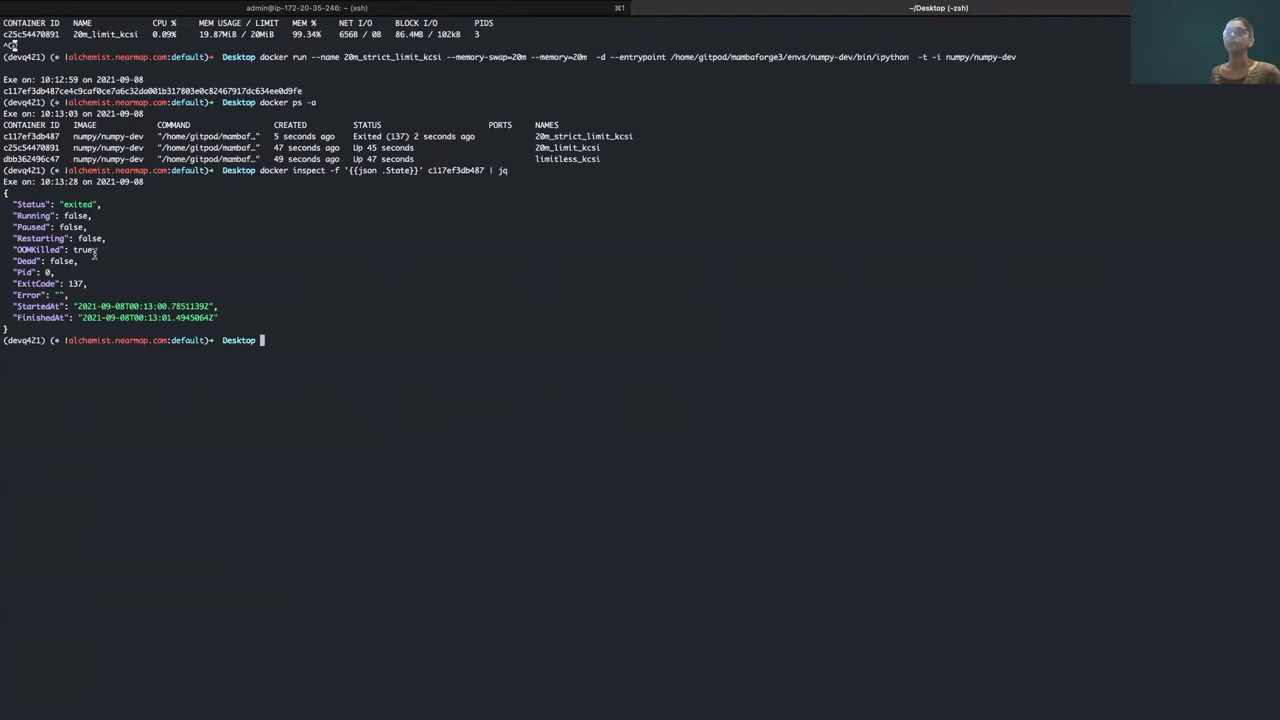 admin@ip-172-20-35-246: ~ (ssh)
⌘1
~/Desktop (-zsh)
CONTAINER ID   NAME   CPU %   MEM USAGE / LIMIT   MEM %   NET I/O   BLOCK I/O   PIDS
c25c54470891   20m_limit_kcsi   0.09%   19.87MiB / 20MiB   99.34%   656B / 0B   86.4MB / 102kB   3
^C
(devq421) (* |alchemist.nearmap.com:default)→  Desktop docker run --name 20m_strict_limit_kcsi --memory-swap=20m --memory=20m  -d --entrypoint /home/gitpod/mambaforge3/envs/numpy-dev/bin/ipython  -t -i numpy/numpy-dev
Exe on: 10:12:59 on 2021-09-08
c117ef3db487ce4c9caf0ce7a6c32da001b317803e0c82467917dc634ee0d9fe
(devq421) (* |alchemist.nearmap.com:default)→  Desktop docker ps -a
Exe on: 10:13:03 on 2021-09-08
CONTAINER ID   IMAGE   COMMAND   CREATED   STATUS   PORTS   NAMES
c117ef3db487   numpy/numpy-dev   "/home/gitpod/mambaf…"   5 seconds ago   Exited (137) 2 seconds ago   20m_strict_limit_kcsi
c25c54470891   numpy/numpy-dev   "/home/gitpod/mambaf…"   47 seconds ago   Up 45 seconds   20m_limit_kcsi
dbb362496c47   numpy/numpy-dev   "/home/gitpod/mambaf…"   49 seconds ago   Up 47 seconds   limitless_kcsi
(devq421) (* |alchemist.nearmap.com:default)→  Desktop docker inspect -f '{{json .State}}' c117ef3db487 | jq
Exe on: 10:13:28 on 2021-09-08
{
  "Status": "exited",
  "Running": false,
  "Paused": false,
  "Restarting": false,
  "OOMKilled": true,
  "Dead": false,
  "Pid": 0,
  "ExitCode": 137,
  "Error": "",
  "StartedAt": "2021-09-08T00:13:00.7851139Z",
  "FinishedAt": "2021-09-08T00:13:01.4945064Z"
}
(devq421) (* |alchemist.nearmap.com:default)→  Desktop